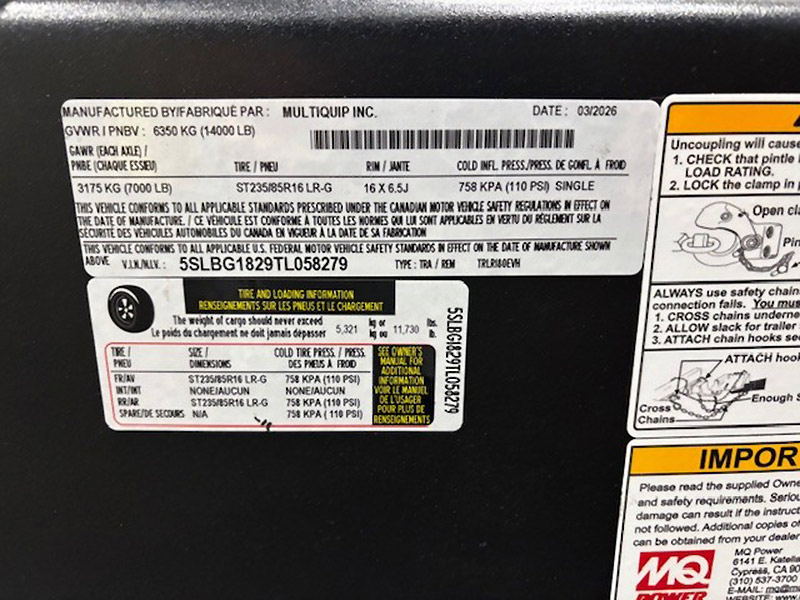 MANUFACTURED BY/FABRIQUÉ PAR : MULTIQUIP INC. DATE : 03/2026
GVWR / PNBV : 6350 KG (14000 LB)
GAWR (EACH AXLE) /
PNBE (CHAQUE ESSIEU) TIRE / PNEU RIM / JANTE COLD INFL. PRESS./PRESS. DE GONFL. À FROID
3175 KG (7000 LB) ST235/85R16 LR-G 16 X 6.5J 758 KPA (110 PSI) SINGLE
THIS VEHICLE CONFORMS TO ALL APPLICABLE STANDARDS PRESCRIBED UNDER THE CANADIAN MOTOR VEHICLE SAFETY REGULATIONS IN EFFECT ON
THE DATE OF MANUFACTURE. / CE VÉHICULE EST CONFORME À TOUTES LES NORMES QUI LUI SONT APPLICABLES EN VERTU DU RÈGLEMENT SUR LA
SÉCURITÉ DES VÉHICULES AUTOMOBILES DU CANADA EN VIGUEUR À LA DATE DE SA FABRICATION
THIS VEHICLE CONFORMS TO ALL APPLICABLE U.S. FEDERAL MOTOR VEHICLE SAFETY STANDARDS IN EFFECT ON THE DATE OF MANUFACTURE SHOWN
ABOVE V.I.N./N.I.V. : 5SLBG1829TL058279 TYPE : TRA / REM TRLR180EVH
TIRE AND LOADING INFORMATION
RENSEIGNEMENTS SUR LES PNEUS ET LE CHARGEMENT
The weight of cargo should never exceed
Le poids du chargement ne doit jamais dépasser 5,321 kg or 11,730 lbs.
kg ou lb.
TIRE / SIZE / COLD TIRE PRESS. / PRESS.
PNEU DIMENSIONS DES PNEUS À FROID
FR/AV ST235/85R16 LR-G 758 KPA (110 PSI)
INT/INT NONE/AUCUN NONE/AUCUN
RR/AR ST235/85R16 LR-G 758 KPA (110 PSI)
SPARE/DE SECOURS N/A 758 KPA (110 PSI)
SEE OWNER'S
MANUAL FOR
ADDITIONAL
INFORMATION
VOIR LE MANUEL
DE L'USAGER
POUR PLUS DE
RENSEIGNEMENTS
5SLBG1829TL058279
Uncoupling will cause
1. CHECK that pintle
LOAD RATING.
2. LOCK the clamp in
Open cla
Pin
ALWAYS use safety chain
connection fails. You must
1. CROSS chains underne
2. ALLOW slack for trailer
3. ATTACH chain hooks se
ATTACH hook
Enough S
Cross
Chains
IMPOR
Please read the supplied Owne
and safety requirements. Seriou
damage can result if the instruct
not followed. Additional copies of
can be obtained from your dealer
MQ
POWER
MQ Power
6141 E. Katella
Cypress, CA 90
(310) 537-3700
E-MAIL: mq@m
WEBSITE: www.